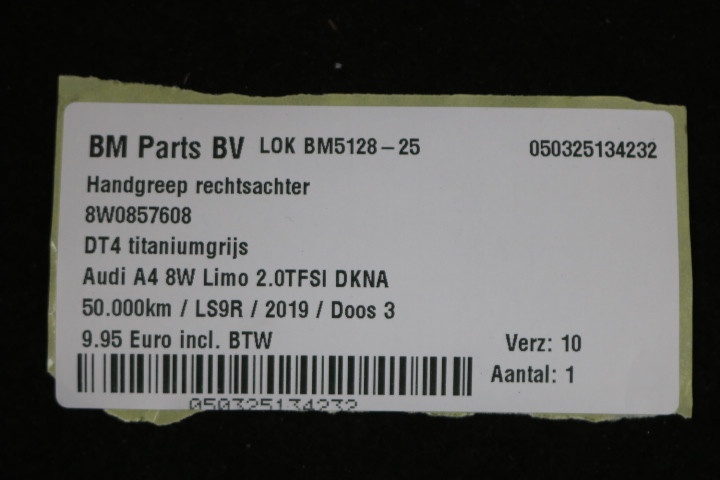 BM Parts BV LOK BM5128-25 050325134232
Handgreep rechtsachter
8W0857608
DT4 titaniumgrijs
Audi A4 8W Limo 2.0TFSI DKNA
50.000km / LS9R / 2019 / Doos 3
9.95 Euro incl. BTW Verz: 10
Aantal: 1
050325134232